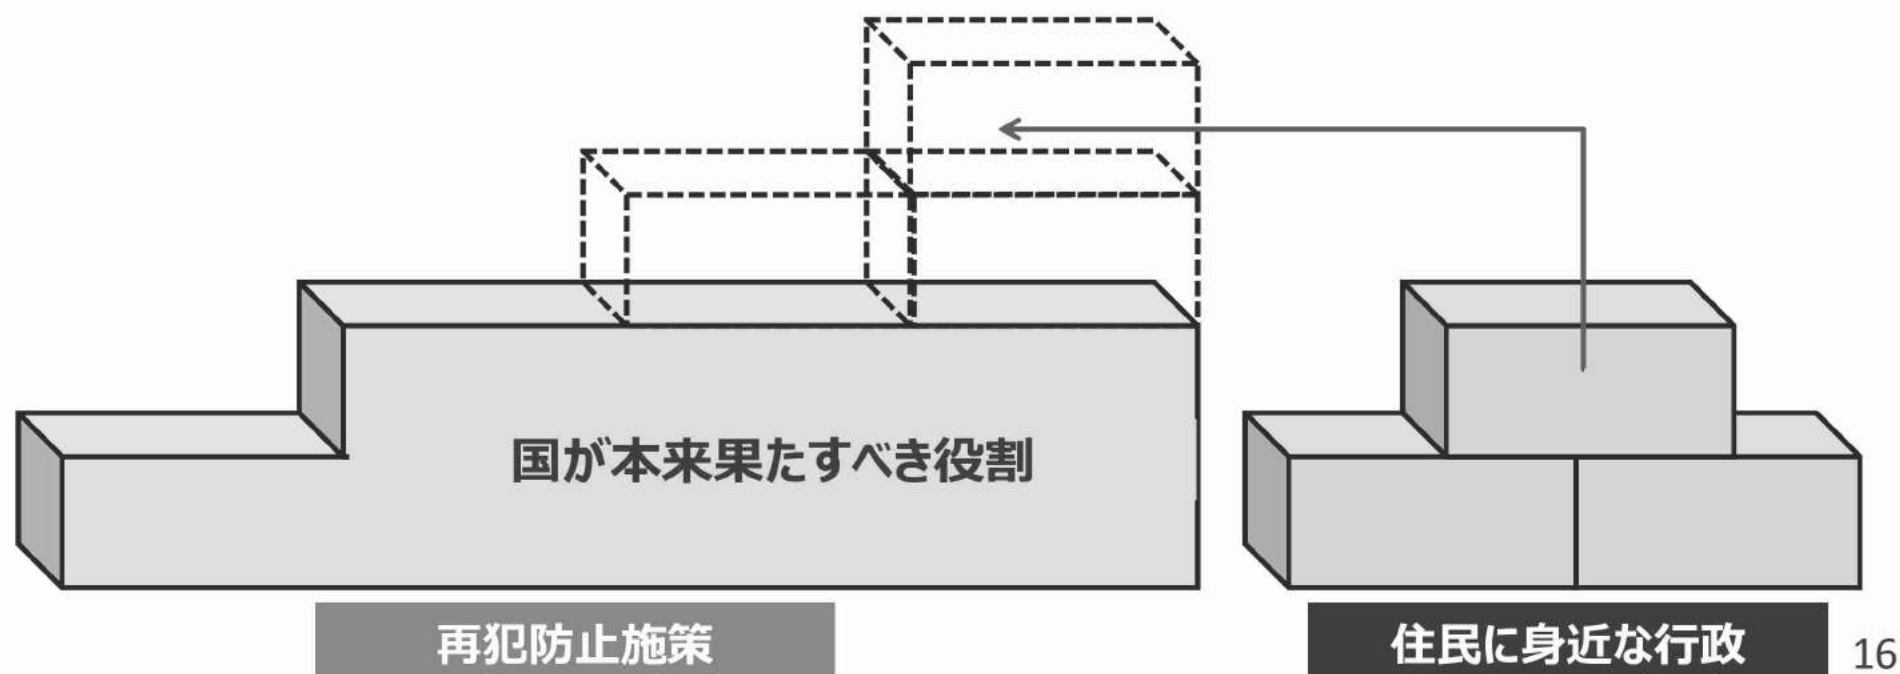 国が本来果たすべき役割
再犯防止施策
住民に身近な行政
16